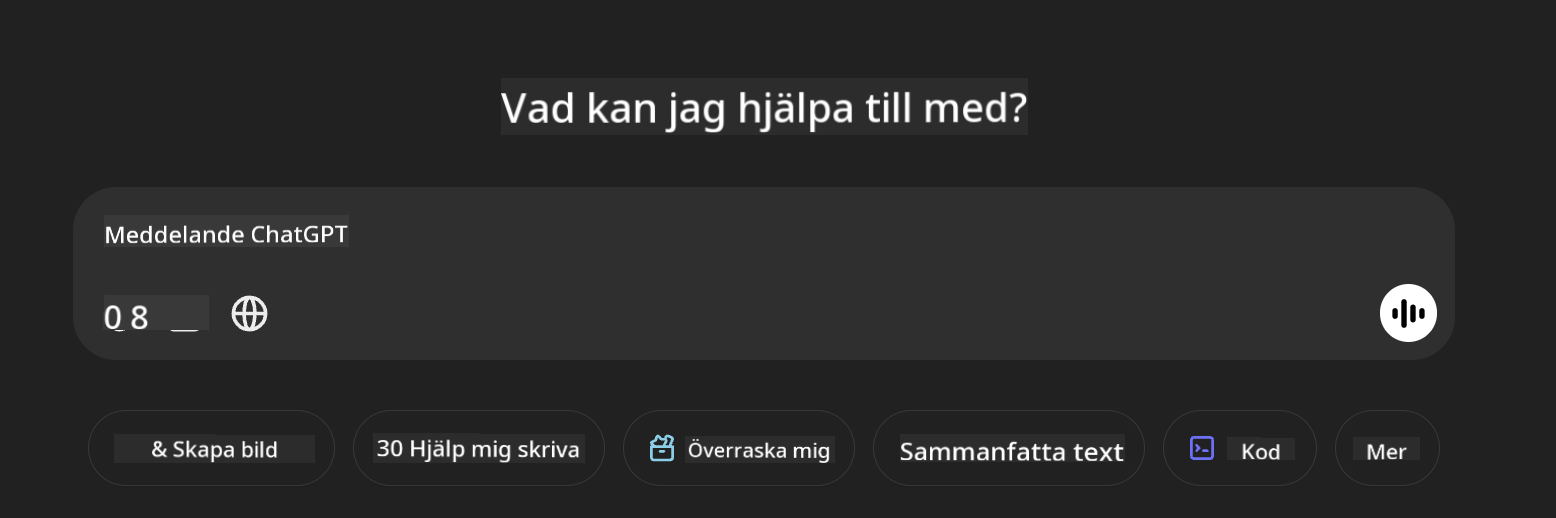 Vad kan jag hjälpa till med?
Meddelande ChatGPT
0 8
& Skapa bild
30 Hjälp mig skriva
Överraska mig
Sammanfatta text
Kod
Mer